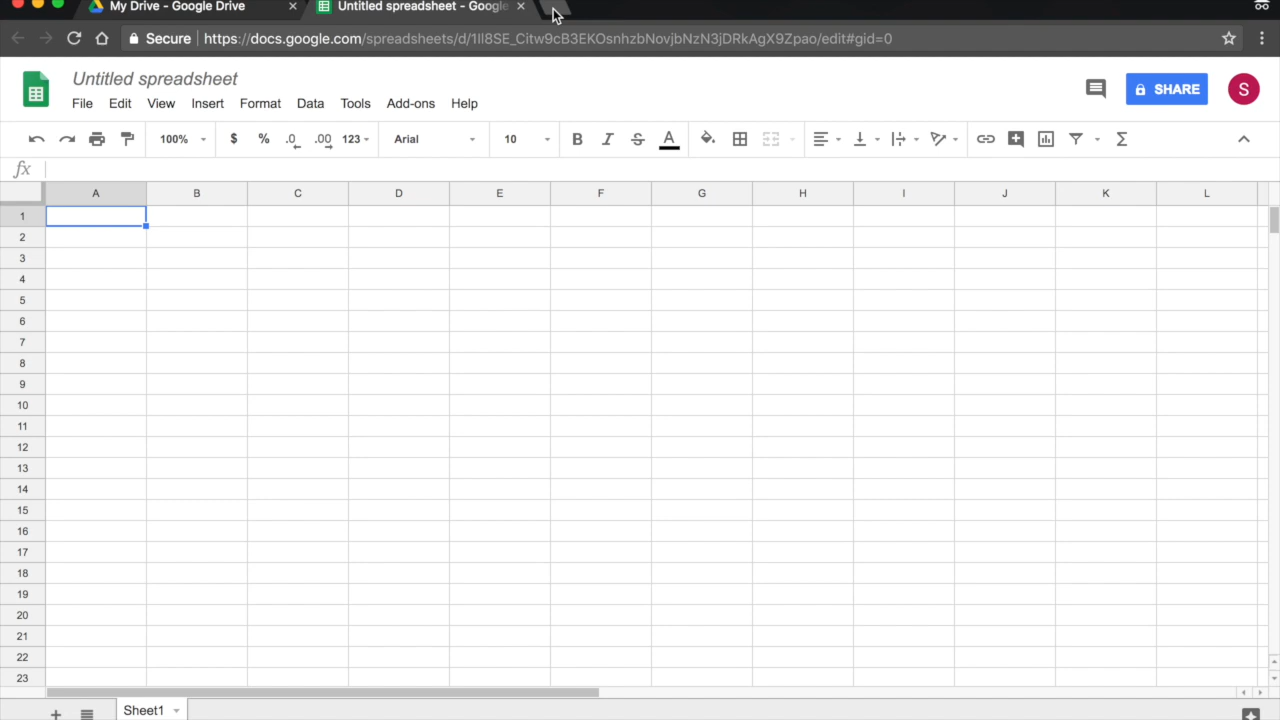 My Drive - Google Drive
Untitled spreadsheet - Google
Secure https://docs.google.com/spreadsheets/d/1Il8SE_Citw9cB3EKOsnhzbNovjbNzN3jDRkAgX9Zpao/edit#gid=0
Untitled spreadsheet
File Edit View Insert Format Data Tools Add-ons Help
SHARE S
100% $ % .0 .00 123 Arial 10 B I S A Σ
fx
A B C D E F G H I J K L
1
2
3
4
5
6
7
8
9
10
11
12
13
14
15
16
17
18
19
20
21
22
23
Sheet1